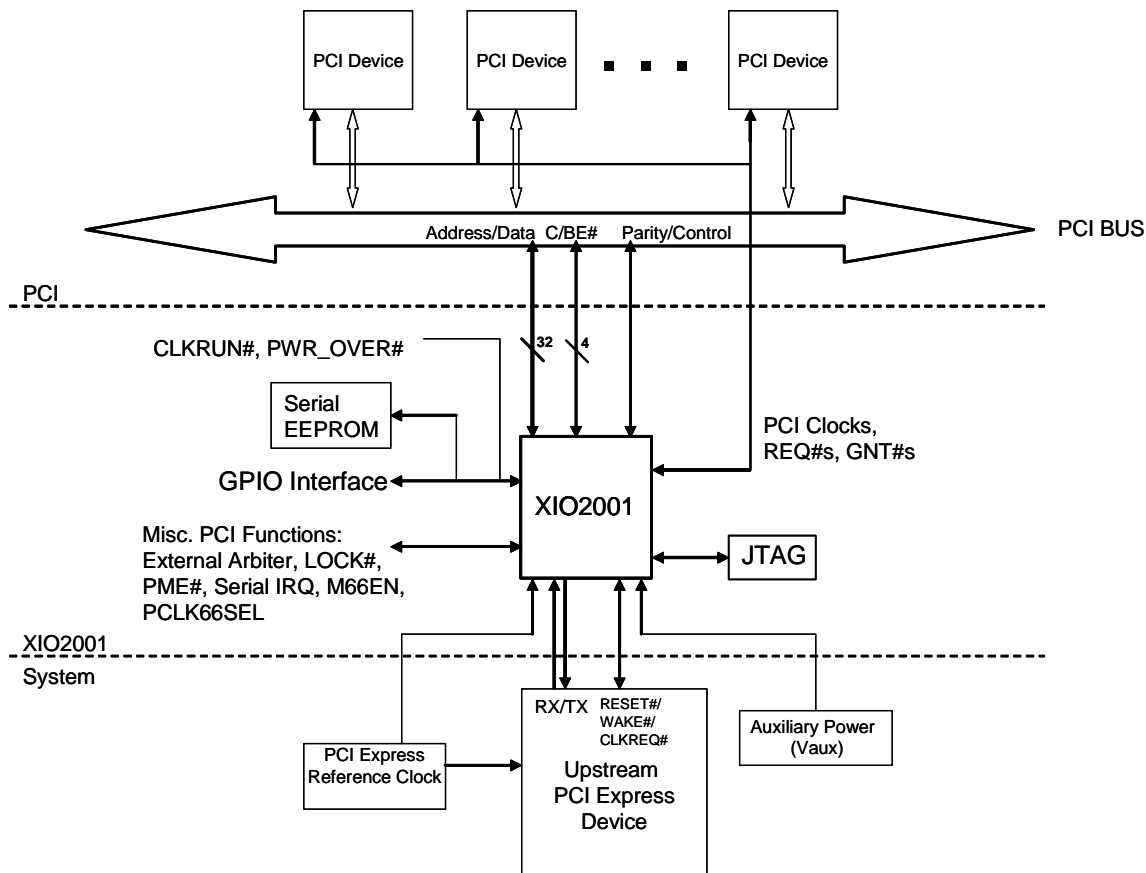 PCI Device
PCI Device
PCI Device
Address/Data C/BE# Parity/Control
PCI BUS
PCI
32
4
CLKRUN#, PWR_OVER#
Serial
EEPROM
PCI Clocks,
REQ#s, GNT#s
GPIO Interface
XIO2001
Misc. PCI Functions:
External Arbiter, LOCK#,
PME#, Serial IRQ, M66EN,
PCLK66SEL
JTAG
XIO2001
System
RX/TX
RESET#/
WAKE#/
CLKREQ#
Upstream
PCI Express
Device
PCI Express
Reference Clock
Auxiliary Power
(Vaux)